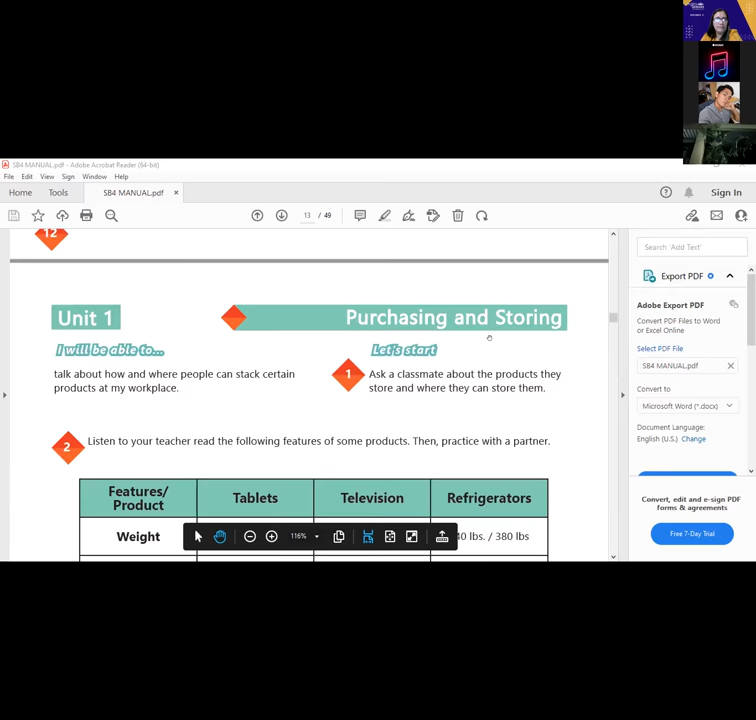 SB4 MANUAL.pdf - Adobe Acrobat Reader (64-bit)
File Edit View Sign Window Help
Home Tools SB4 MANUAL.pdf × Sign In
13 / 49
12
Search 'Add Text'
Export PDF
Adobe Export PDF
Convert PDF Files to Word
or Excel Online
Select PDF File
SB4 MANUAL.pdf
Convert to
Microsoft Word (*.docx)
Document Language:
English (U.S.) Change
Convert, edit and e-sign PDF
forms & agreements
Free 7-Day Trial
Unit 1
Purchasing and Storing
I will be able to...
talk about how and where people can stack certain
products at my workplace.
Let's start
1 Ask a classmate about the products they
store and where they can store them.
2 Listen to your teacher read the following features of some products. Then, practice with a partner.
Features/
Product
Tablets
Television
Refrigerators
Weight
40 lbs. / 380 lbs
116%